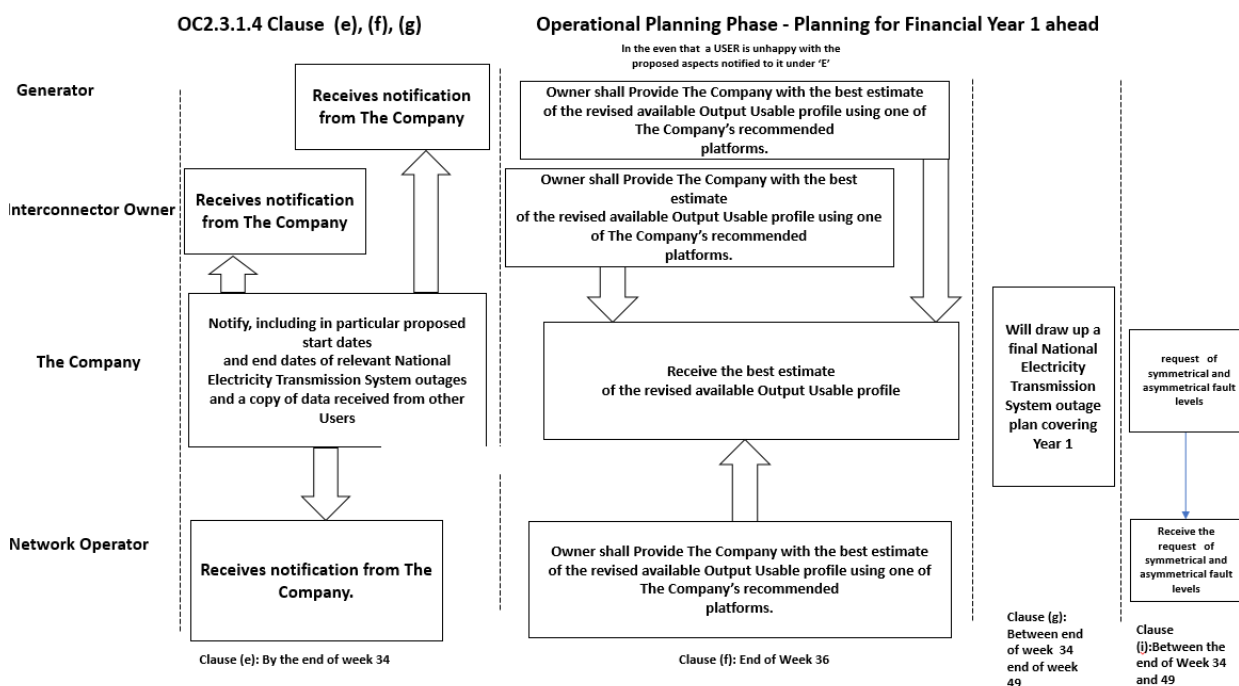 OC2.3.1.4 Clause (e), (f), (g)
Operational Planning Phase - Planning for Financial Year 1 ahead
In the even that a USER is unhappy with the
proposed aspects notified to it under ‘E’
Generator
Receives notification
from The Company
Owner shall Provide The Company with the best estimate
of the revised available Output Usable profile using one of
The Company’s recommended
platforms.
Interconnector Owner
Receives notification
from The Company
Owner shall Provide The Company with the best
estimate
of the revised available Output Usable profile using one
of The Company’s recommended
platforms.
The Company
Notify, including in particular proposed
start dates
and end dates of relevant National
Electricity Transmission System outages
and a copy of data received from other
Users
Receive the best estimate
of the revised available Output Usable profile
Will draw up a
final National
Electricity
Transmission
System outage
plan covering
Year 1
request of
symmetrical and
asymmetrical fault
levels
Network Operator
Receives notification from The
Company.
Owner shall Provide The Company with the best estimate
of the revised available Output Usable profile using one of
The Company’s recommended
platforms.
Receive the
request of
symmetrical and
asymmetrical fault
levels
Clause (e): By the end of week 34
Clause (f): End of Week 36
Clause (g):
Between end
of week 34
end of week
49
Clause
(i):Between the
end of Week 34
and 49